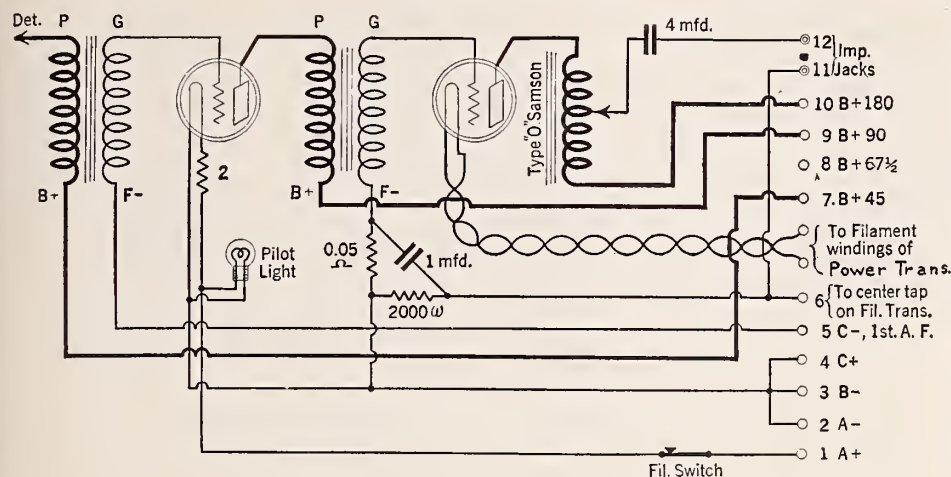 Det.
P
G
P
G
4 mfd.
12
Imp.
11
Jacks
10 B+180
9 B+90
8 B+67½
7. B+45
Type "O" Samson
2
B+
F-
B+
F-
Pilot
Light
0.05
Ω
1 mfd.
2000 ω
To Filament
windings of
Power Trans.
6
To center tap
on Fil. Trans.
5 C-, 1st. A. F.
4 C+
3 B-
2 A-
1 A+
Fil. Switch